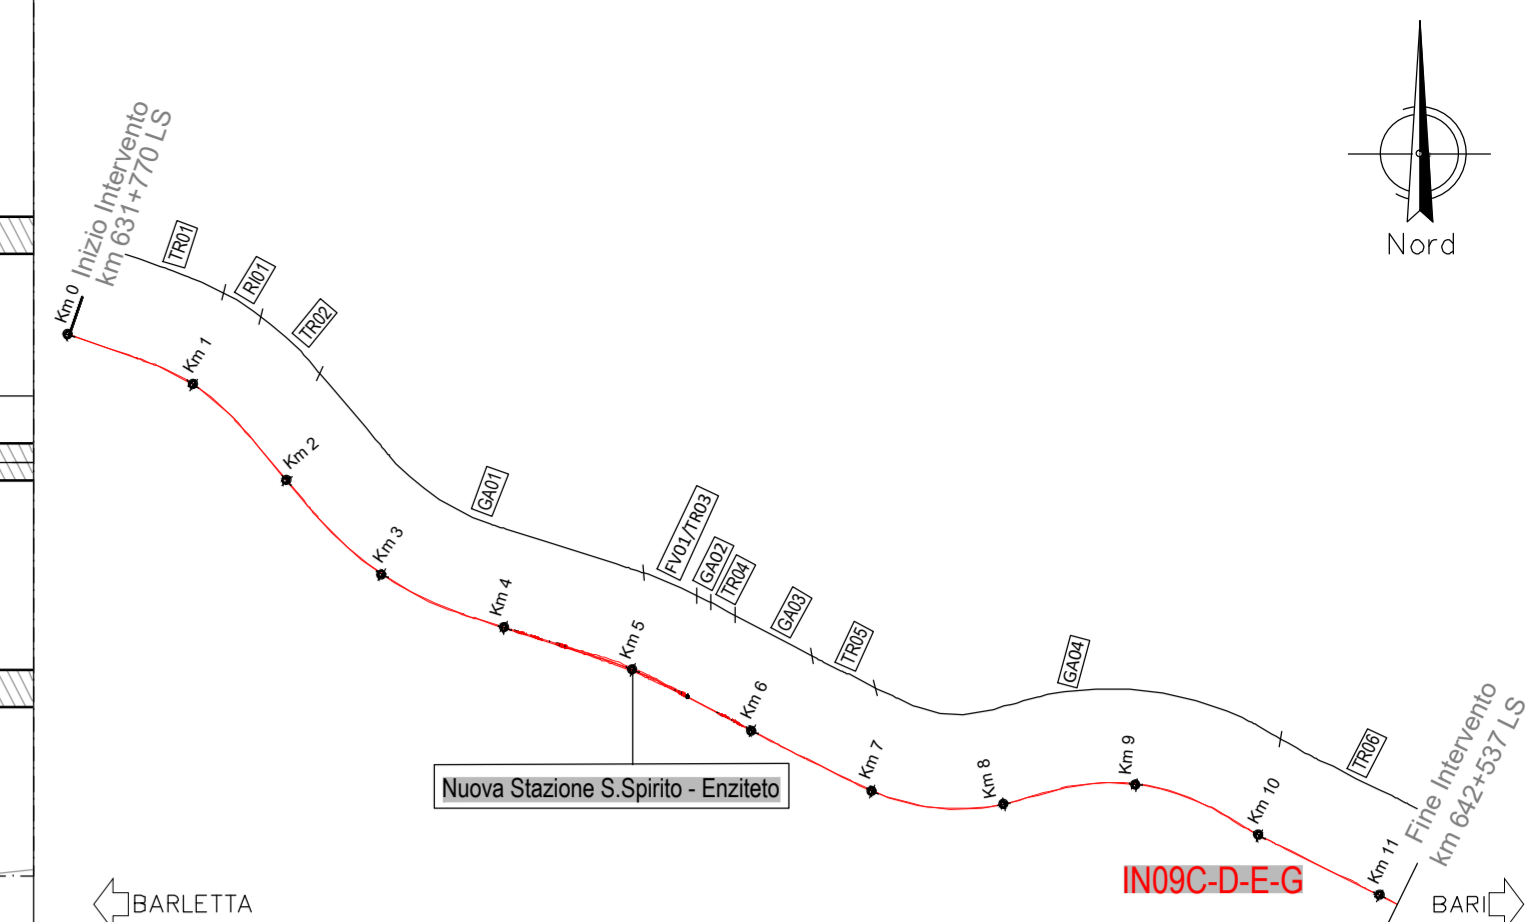 Inizio Intervento
km 631+770 LS
Nord
TR01
RI01
TR02
GA01
FV01/TR03
GA02
TR04
GA03
TR05
GA04
TR06
Km 0
Km 1
Km 2
Km 3
Km 4
Km 5
Km 6
Km 7
Km 8
Km 9
Km 10
Km 11
Fine Intervento
km 642+537 LS
Nuova Stazione S.Spirito - Enziteto
IN09C-D-E-G
BARLETTA
BARI